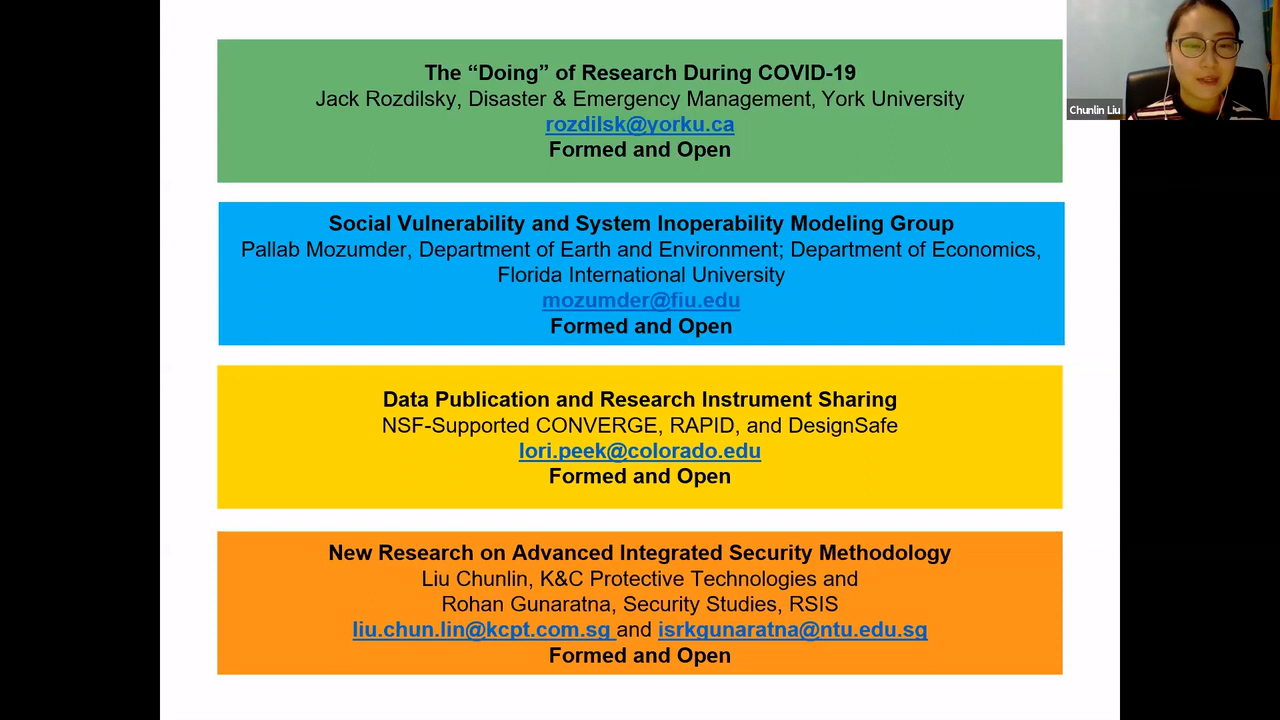 The “Doing” of Research During COVID-19
Jack Rozdilsky, Disaster & Emergency Management, York University
rozdilsk@yorku.ca
Formed and Open
Chunlin Liu
Social Vulnerability and System Inoperability Modeling Group
Pallab Mozumder, Department of Earth and Environment; Department of Economics,
Florida International University
mozumder@fiu.edu
Formed and Open
Data Publication and Research Instrument Sharing
NSF-Supported CONVERGE, RAPID, and DesignSafe
lori.peek@colorado.edu
Formed and Open
New Research on Advanced Integrated Security Methodology
Liu Chunlin, K&C Protective Technologies and
Rohan Gunaratna, Security Studies, RSIS
liu.chun.lin@kcpt.com.sg and isrkgunaratna@ntu.edu.sg
Formed and Open